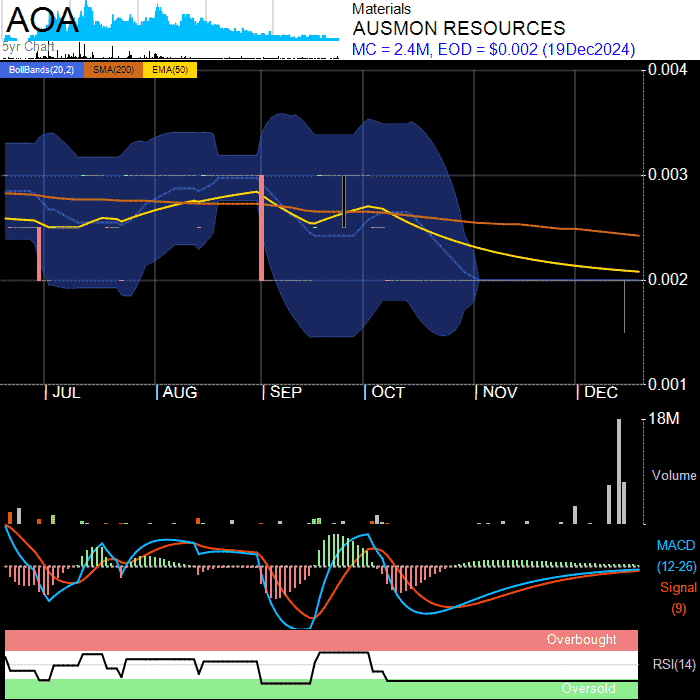 AOA
5yr Chart
Materials
AUSMON RESOURCES
MC = 2.4M, EOD = $0.002 (19Dec2024)
BollBands(20,2) SMA(200) EMA(50)
0.004
0.003
0.002
0.001
| JUL | AUG | SEP | OCT | NOV | DEC
18M
Volume
MACD
(12-26)
Signal
(9)
Overbought
RSI(14)
Oversold